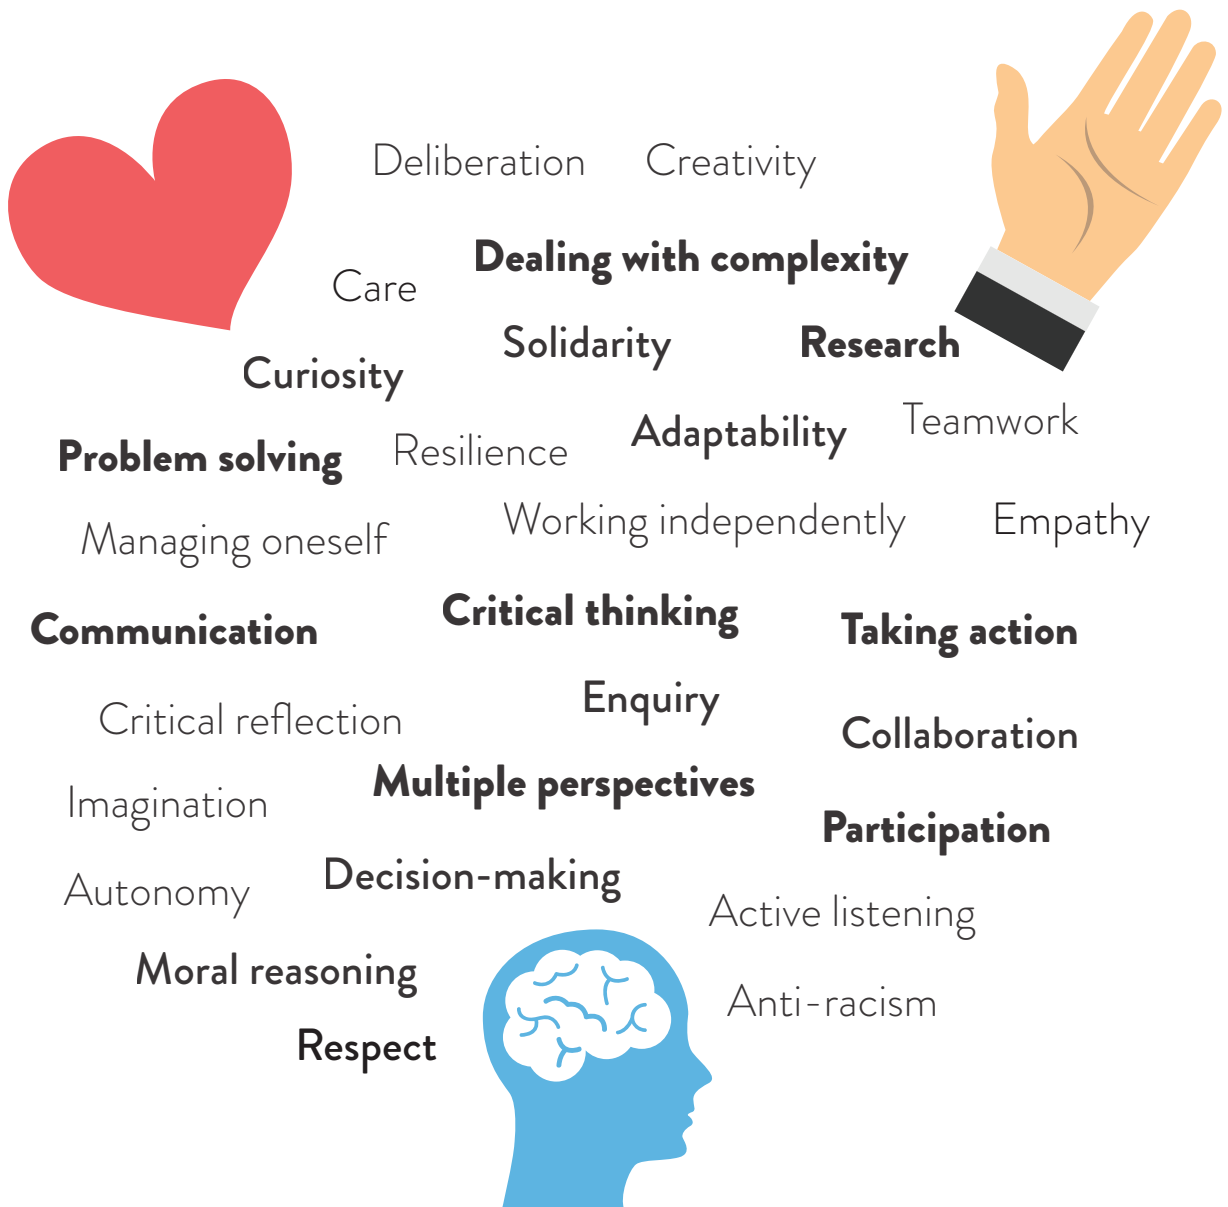 Deliberation
Creativity
Dealing with complexity
Care
Solidarity
Research
Curiosity
Adaptability
Teamwork
Problem solving
Resilience
Working independently
Empathy
Managing oneself
Critical thinking
Communication
Taking action
Enquiry
Critical reflection
Collaboration
Multiple perspectives
Imagination
Participation
Decision-making
Autonomy
Active listening
Moral reasoning
Anti-racism
Respect